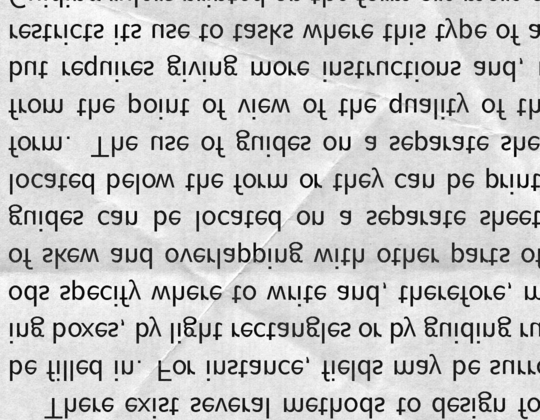 There exist several methods to design fo
be filled in. For instance, fields may be surro
ing boxes, by light rectangles or by guiding ru
ods specify where to write and, therefore, m
of skew and overlapping with other parts of
guides can be located on a separate sheet
located below the form or they can be print
form. The use of guides on a separate she
from the point of view of the quality of th
but requires giving more instructions and,
restricts its use to tasks where this type of a